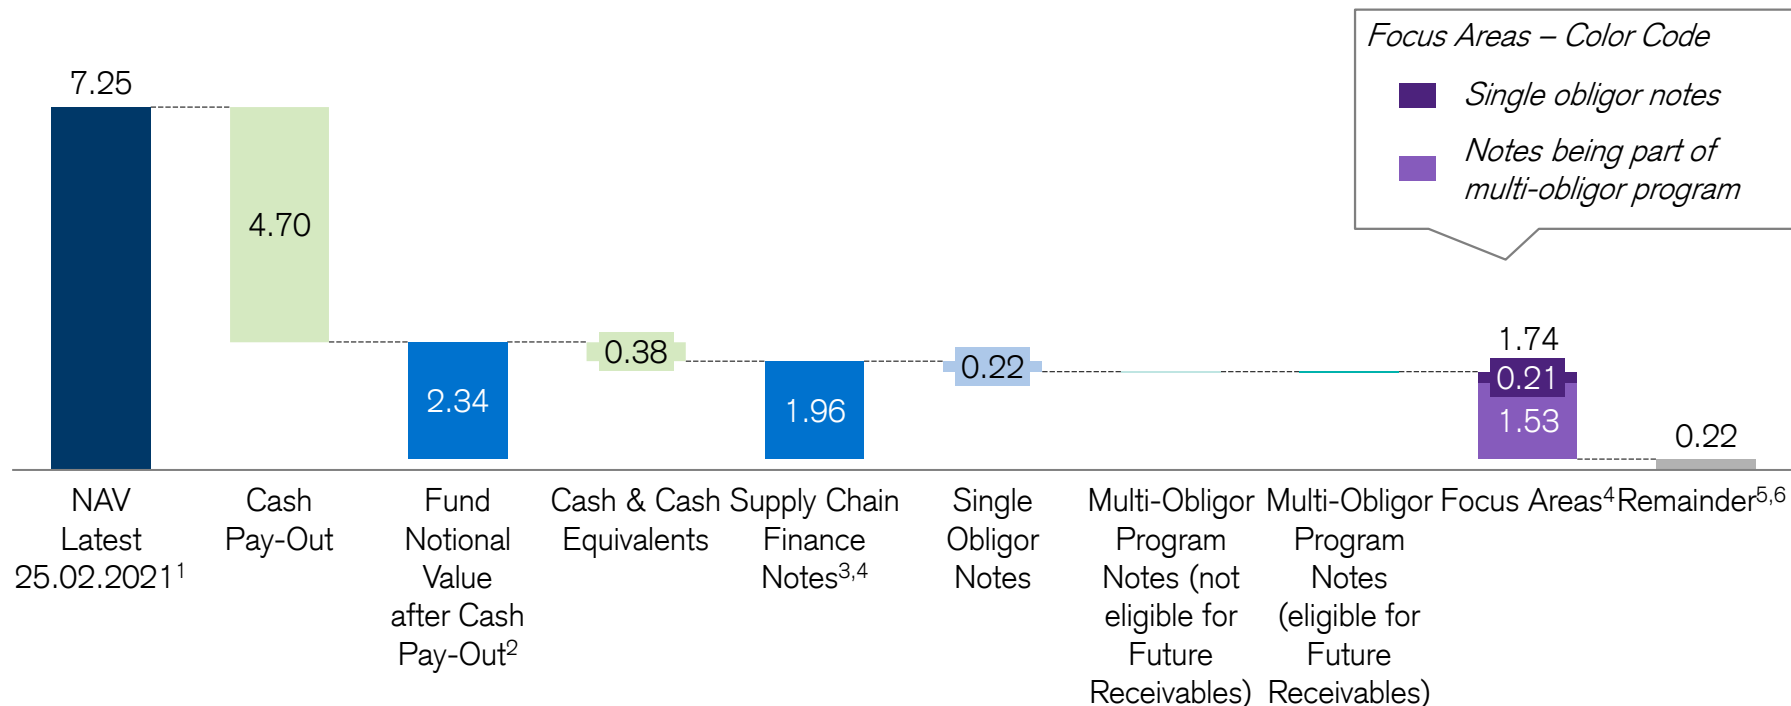 Focus Areas – Color Code
Single obligor notes
Notes being part of
multi-obligor program
7.25
4.70
2.34
0.38
1.96
0.22
1.74
0.21
1.53
0.22
NAV
Latest
25.02.2021¹
Cash
Pay-Out
Fund
Notional
Value
after Cash
Pay-Out²
Cash & Cash
Equivalents
Supply Chain
Finance
Notes³,⁴
Single
Obligor
Notes
Multi-Obligor
Program
Notes (not
eligible for
Future
Receivables)
Multi-Obligor
Program
Notes
(eligible for
Future
Receivables)
Focus Areas⁴
Remainder⁵,⁶